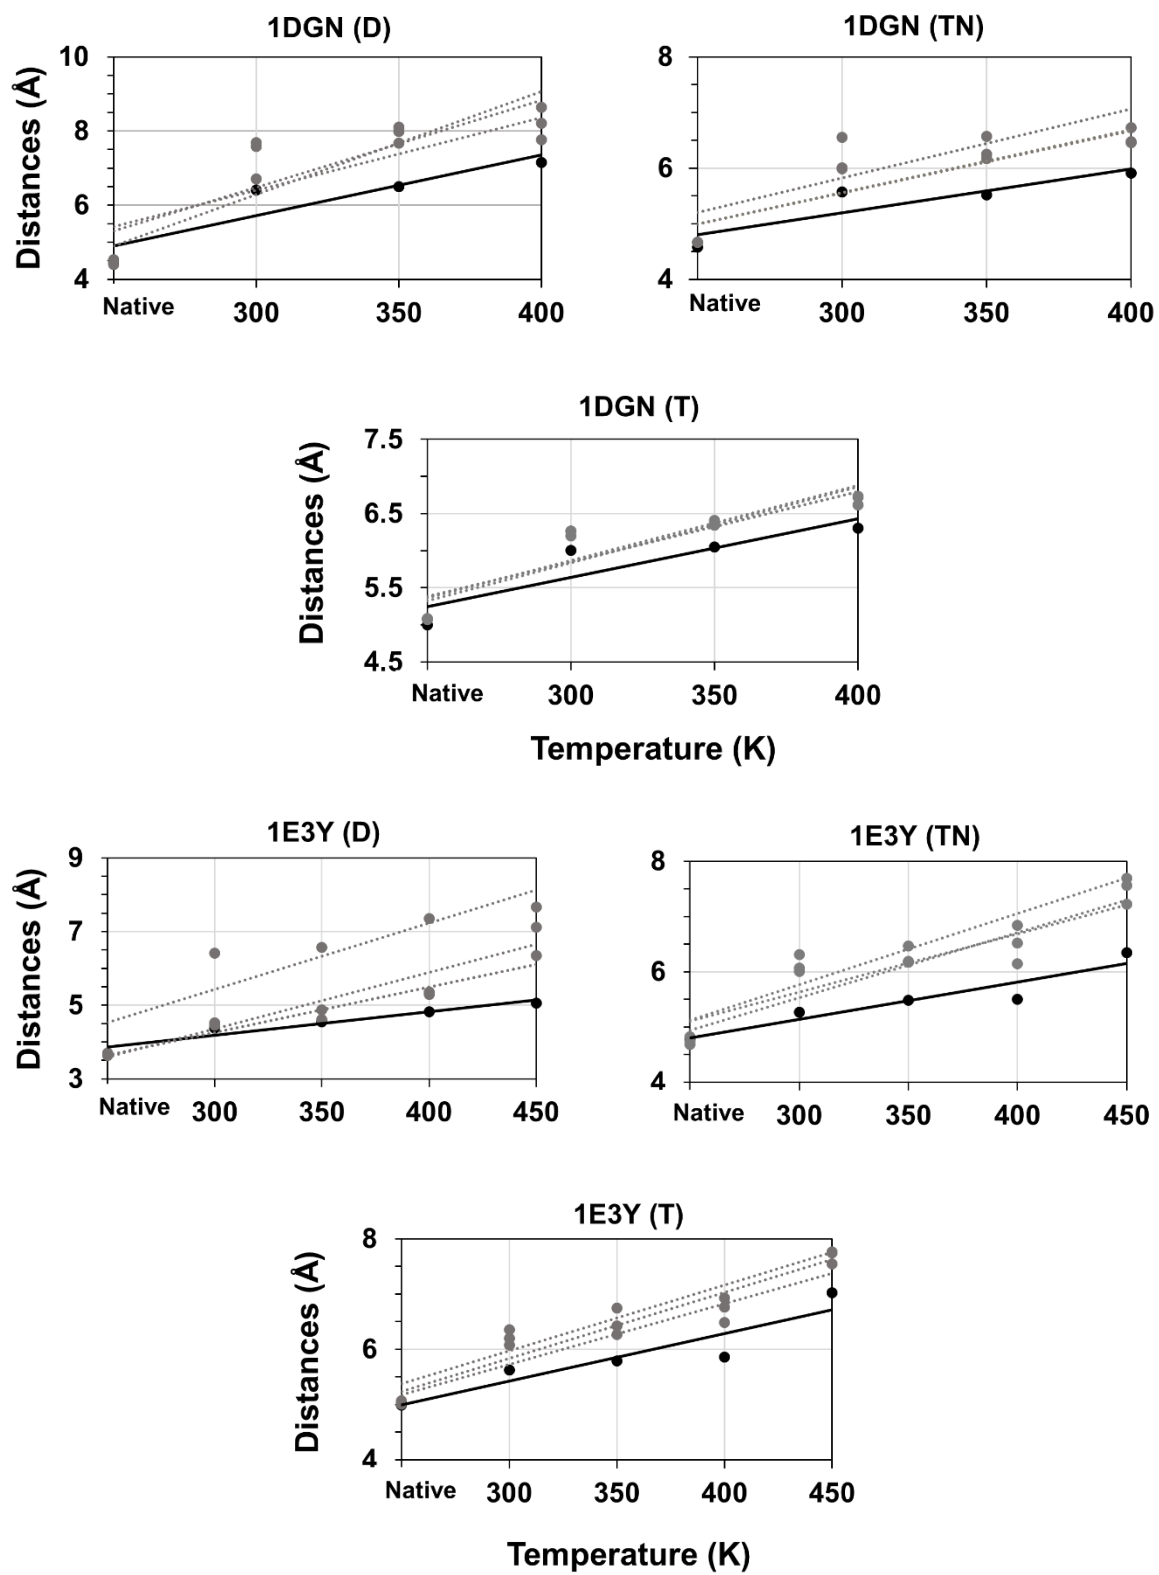 1DGN (D)
Distances (Å)
10
8
6
4
Native 300 350 400
1DGN (TN)
8
6
4
Native 300 350 400
1DGN (T)
Distances (Å)
7.5
6.5
5.5
4.5
Native 300 350 400
Temperature (K)
1E3Y (D)
Distances (Å)
9
7
5
3
Native 300 350 400 450
1E3Y (TN)
8
6
4
Native 300 350 400 450
1E3Y (T)
Distances (Å)
8
6
4
Native 300 350 400 450
Temperature (K)